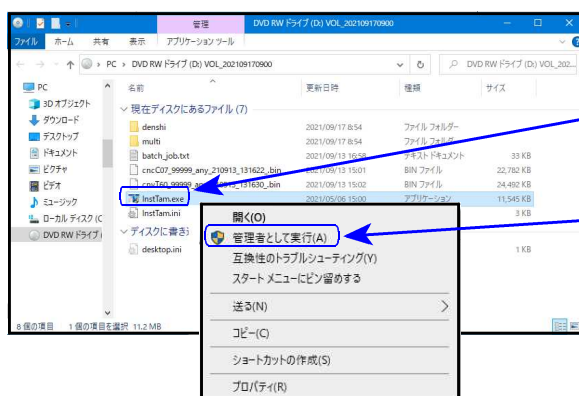 管理
DVD RW ドライブ (D:) VOL_202109170900
ファイル ホーム 共有 表示 アプリケーション ツール
PC › DVD RW ドライブ (D:) VOL_202109170900
DVD RW ドライブ (D:) VOL_202...
PC
3D オブジェクト
ダウンロード
デスクトップ
ドキュメント
ピクチャ
ビデオ
ミュージック
ローカル ディスク (C
DVD RW ドライブ
名前 更新日時 種類 サイズ
現在ディスクにあるファイル (7)
denshi 2021/09/17 8:54 ファイル フォルダー
multi 2021/09/17 8:54 ファイル フォルダー
batch_job.txt 2021/09/13 16:58 テキスト ドキュメント 33 KB
cncC07_99999_any_210913_131622_.bin 2021/09/13 15:01 BIN ファイル 22,782 KB
cnvT60_99999_any_210913_131630_.bin 2021/09/13 15:02 BIN ファイル 24,492 KB
InstTam.exe 2021/05/06 15:00 アプリケーション 11,545 KB
InstTam.ini 3 KB
ディスクに書き
desktop.ini 1 KB
開く(O)
管理者として実行(A)
互換性のトラブルシューティング(Y)
スタート メニューにピン留めする
送る(N)
コピー(C)
ショートカットの作成(S)
プロパティ(R)
8 個の項目 1 個の項目を選択 11.2 MB